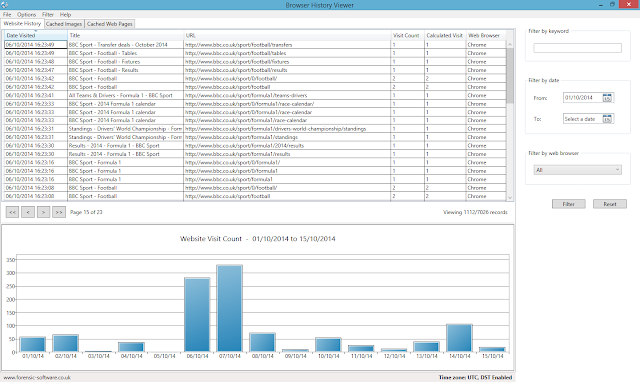 Browser History Viewer
File Options Filter Help
Website History Cached Images Cached Web Pages
Date Visited Title URL Visit Count Calculated Visit Web Browser
06/10/2014 16:23:49 BBC Sport - Transfer deals - October 2014 http://www.bbc.co.uk/sport/football/transfers 1 1 Chrome
06/10/2014 16:23:49 BBC Sport - Football - Tables http://www.bbc.co.uk/sport/football/tables 1 1 Chrome
06/10/2014 16:23:48 BBC Sport - Football - Fixtures http://www.bbc.co.uk/sport/football/fixtures 1 1 Chrome
06/10/2014 16:23:47 BBC Sport - Football - Results http://www.bbc.co.uk/sport/football/results 1 1 Chrome
06/10/2014 16:23:42 BBC Sport - Football http://www.bbc.co.uk/sport/0/football/ 2 2 Chrome
06/10/2014 16:23:42 BBC Sport - Football http://www.bbc.co.uk/sport/football 2 2 Chrome
06/10/2014 16:23:41 All Teams & Drivers - Formula 1 - BBC Sport http://www.bbc.co.uk/sport/formula1/teams-drivers 1 1 Chrome
06/10/2014 16:23:33 BBC Sport - 2014 Formula 1 calendar http://www.bbc.co.uk/sport/0/formula1/race-calendar/ 1 1 Chrome
06/10/2014 16:23:33 BBC Sport - 2014 Formula 1 calendar http://www.bbc.co.uk/sport/0/formula1/race-calendar 1 1 Chrome
06/10/2014 16:23:33 BBC Sport - 2014 Formula 1 calendar http://www.bbc.co.uk/sport/formula1/race-calendar 1 1 Chrome
06/10/2014 16:23:31 Standings - Drivers' World Championship - Form http://www.bbc.co.uk/sport/formula1/drivers-world-championship/standings 1 1 Chrome
06/10/2014 16:23:31 Standings - Drivers' World Championship - Form http://www.bbc.co.uk/sport/formula1/standings 1 1 Chrome
06/10/2014 16:23:30 Results - 2014 - Formula 1 - BBC Sport http://www.bbc.co.uk/sport/formula1/2014/results 1 1 Chrome
06/10/2014 16:23:30 Results - 2014 - Formula 1 - BBC Sport http://www.bbc.co.uk/sport/formula1/results 1 1 Chrome
06/10/2014 16:23:16 BBC Sport - Formula 1 http://www.bbc.co.uk/sport/0/formula1/ 1 1 Chrome
06/10/2014 16:23:16 BBC Sport - Formula 1 http://www.bbc.co.uk/sport/0/formula1 1 1 Chrome
06/10/2014 16:23:16 BBC Sport - Formula 1 http://www.bbc.co.uk/sport/formula1 1 1 Chrome
06/10/2014 16:23:08 BBC Sport - Football http://www.bbc.co.uk/sport/0/football/ 2 2 Chrome
06/10/2014 16:23:08 BBC Sport - Football http://www.bbc.co.uk/sport/football 2 2 Chrome
<< < > >> Page 15 of 23 Viewing 1112/7026 records
Filter by keyword
Filter by date
From: 01/10/2014
To: Select a date
Filter by web browser
All
Filter Reset
Website Visit Count - 01/10/2014 to 15/10/2014
350
300
250
200
150
100
50
0
01/10/14 02/10/14 03/10/14 04/10/14 05/10/14 06/10/14 07/10/14 08/10/14 09/10/14 10/10/14 11/10/14 12/10/14 13/10/14 14/10/14 15/10/14
www.forensic-software.co.uk Time zone: UTC, DST Enabled